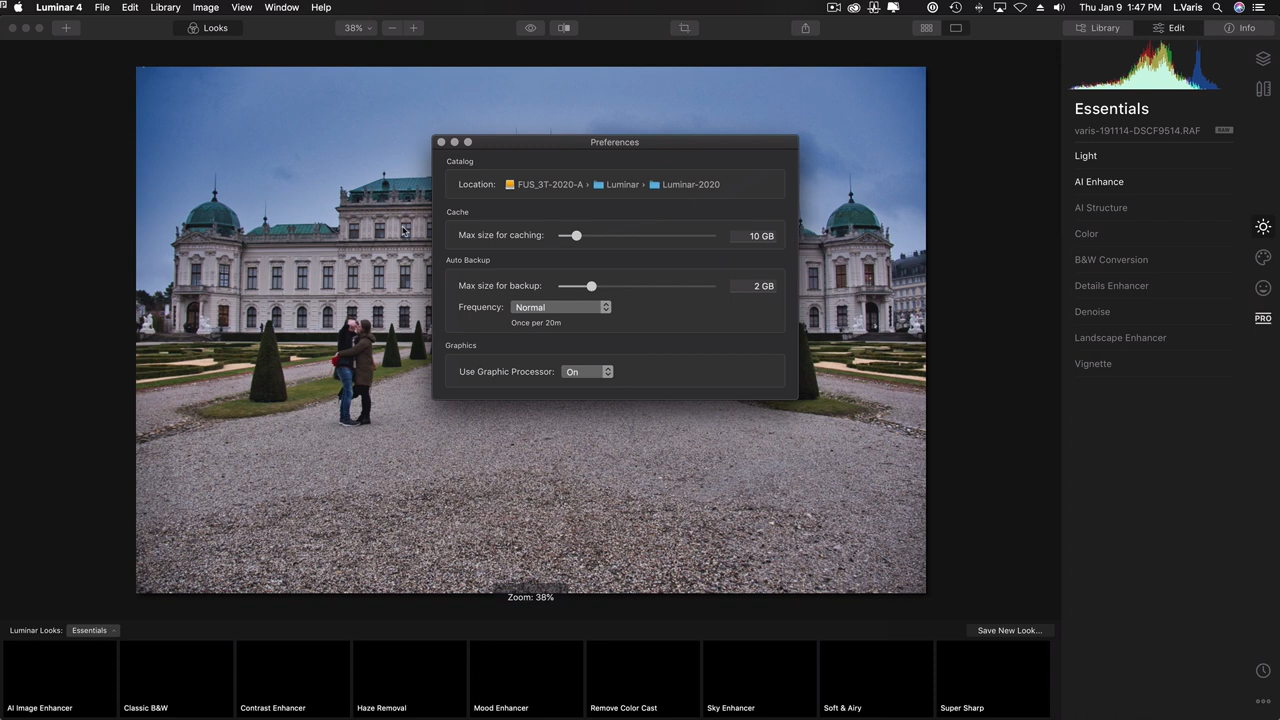 Luminar 4 File Edit Library Image View Window Help Thu Jan 9 1:47 PM L.Varis
Looks 38% Library Edit Info
Essentials
varis-191114-DSCF9514.RAF RAW
Light
AI Enhance
AI Structure
Color
B&W Conversion
Details Enhancer
Denoise
Landscape Enhancer
Vignette
PRO
Preferences
Catalog
Location: FUS_3T-2020-A › Luminar › Luminar-2020
Cache
Max size for caching: 10 GB
Auto Backup
Max size for backup: 2 GB
Frequency: Normal
Once per 20m
Graphics
Use Graphic Processor: On
Zoom: 38%
Luminar Looks: Essentials Save New Look...
AI Image Enhancer Classic B&W Contrast Enhancer Haze Removal Mood Enhancer Remove Color Cast Sky Enhancer Soft & Airy Super Sharp